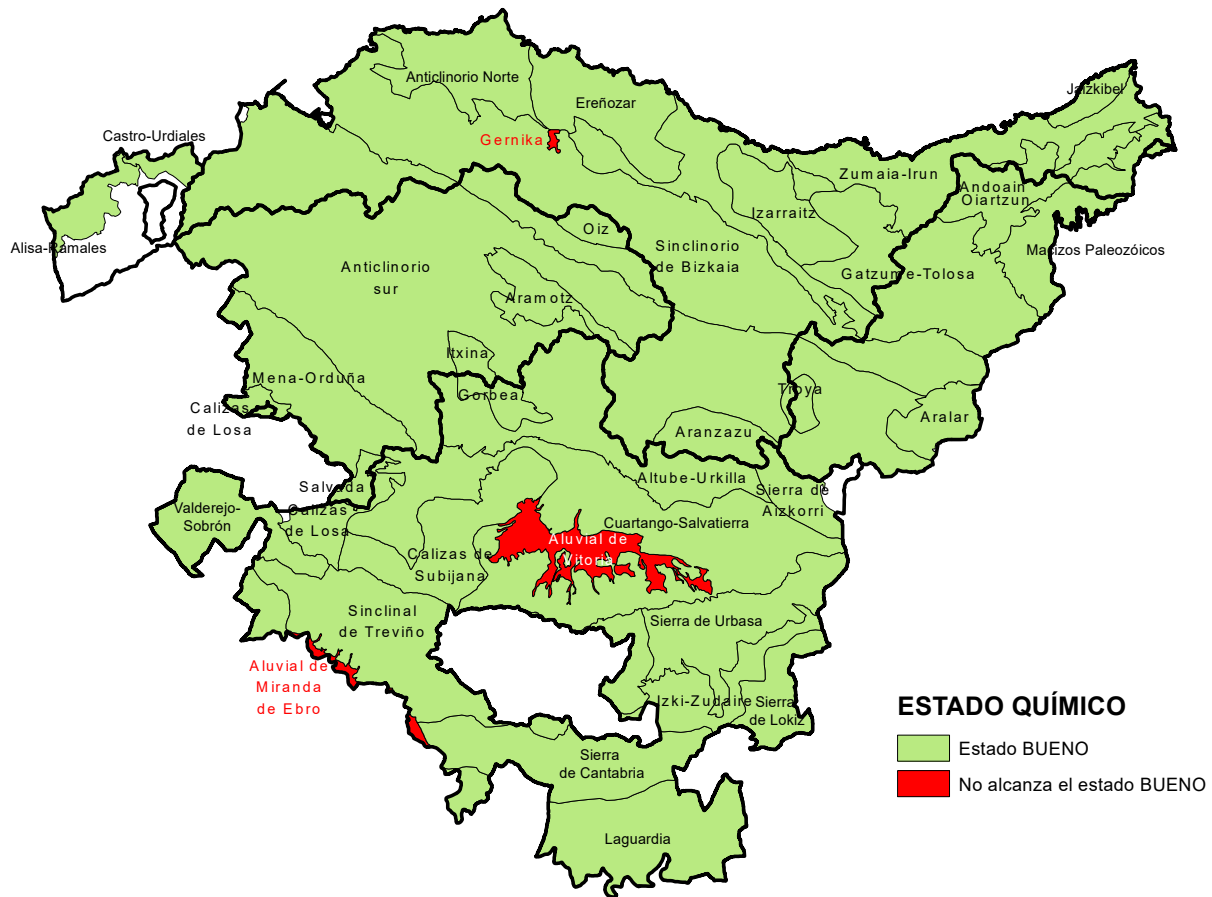 Anticlinorio Norte
Ereñozar
Jaizkibel
Castro-Urdiales
Gernika
Zumaia-Irun
Andoain
Oiartzun
Izarraitz
Alisa-Ramales
Oiz
Sinclinorio
de Bizkaia
Macizos Paleozóicos
Anticlinorio
sur
Gatzume-Tolosa
Aramotz
Itxina
Mena-Orduña
Gorbea
Troya
Calizas
de Losa
Aralar
Aranzazu
Salvada
Altube-Urkilla
Sierra de
Aizkorri
Valderejo-
Sobrón
Calizas
de Losa
Cuartango-Salvatierra
Aluvial de
Vitoria
Calizas de
Subijana
Sinclinal
de Treviño
Sierra de Urbasa
Aluvial de
Miranda
de Ebro
Izki-Zudaire
Sierra
de Lokiz
Sierra
de Cantabria
Laguardia
ESTADO QUÍMICO
Estado BUENO
No alcanza el estado BUENO